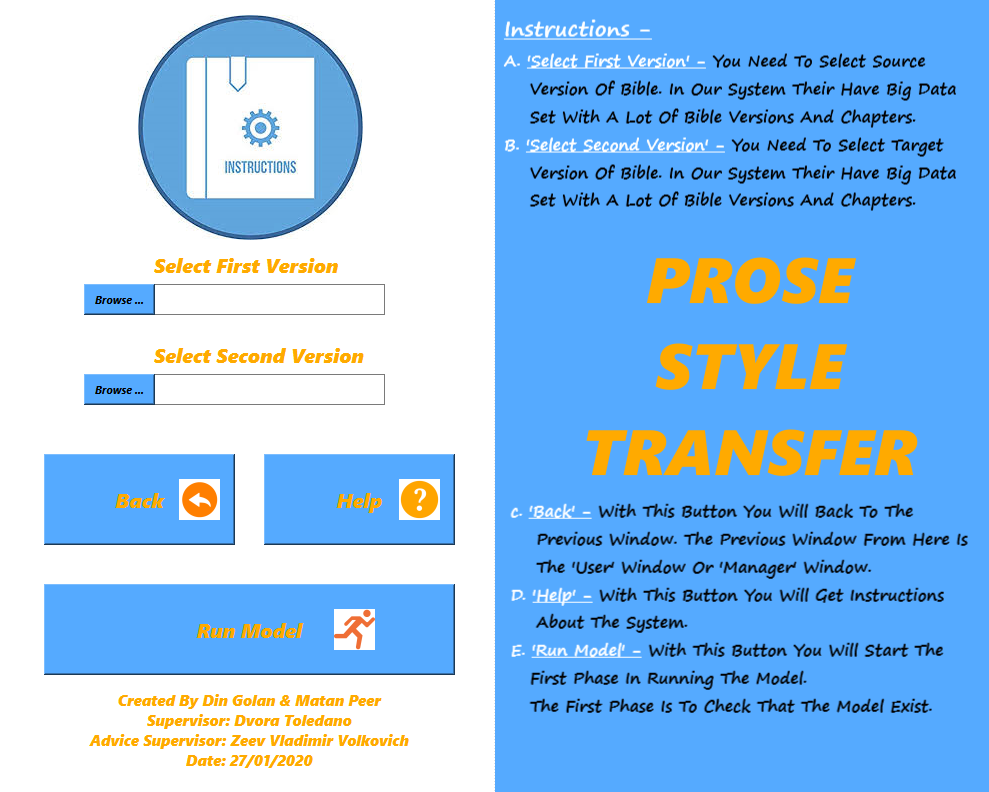 INSTRUCTIONS
Select First Version
Browse ...
Select Second Version
Browse ...
Back
Help
?
Run Model
Created By Din Golan & Matan Peer
Supervisor: Dvora Toledano
Advice Supervisor: Zeev Vladimir Volkovich
Date: 27/01/2020
Instructions -
A. 'Select First Version' - You Need To Select Source
Version Of Bible. In Our System Their Have Big Data
Set With A Lot Of Bible Versions And Chapters.
B. 'Select Second Version' - You Need To Select Target
Version Of Bible. In Our System Their Have Big Data
Set With A Lot Of Bible Versions And Chapters.
PROSE
STYLE
TRANSFER
C. 'Back' - With This Button You Will Back To The
Previous Window. The Previous Window From Here Is
The 'User' Window Or 'Manager' Window.
D. 'Help' - With This Button You Will Get Instructions
About The System.
E. 'Run Model' - With This Button You Will Start The
First Phase In Running The Model.
The First Phase Is To Check That The Model Exist.